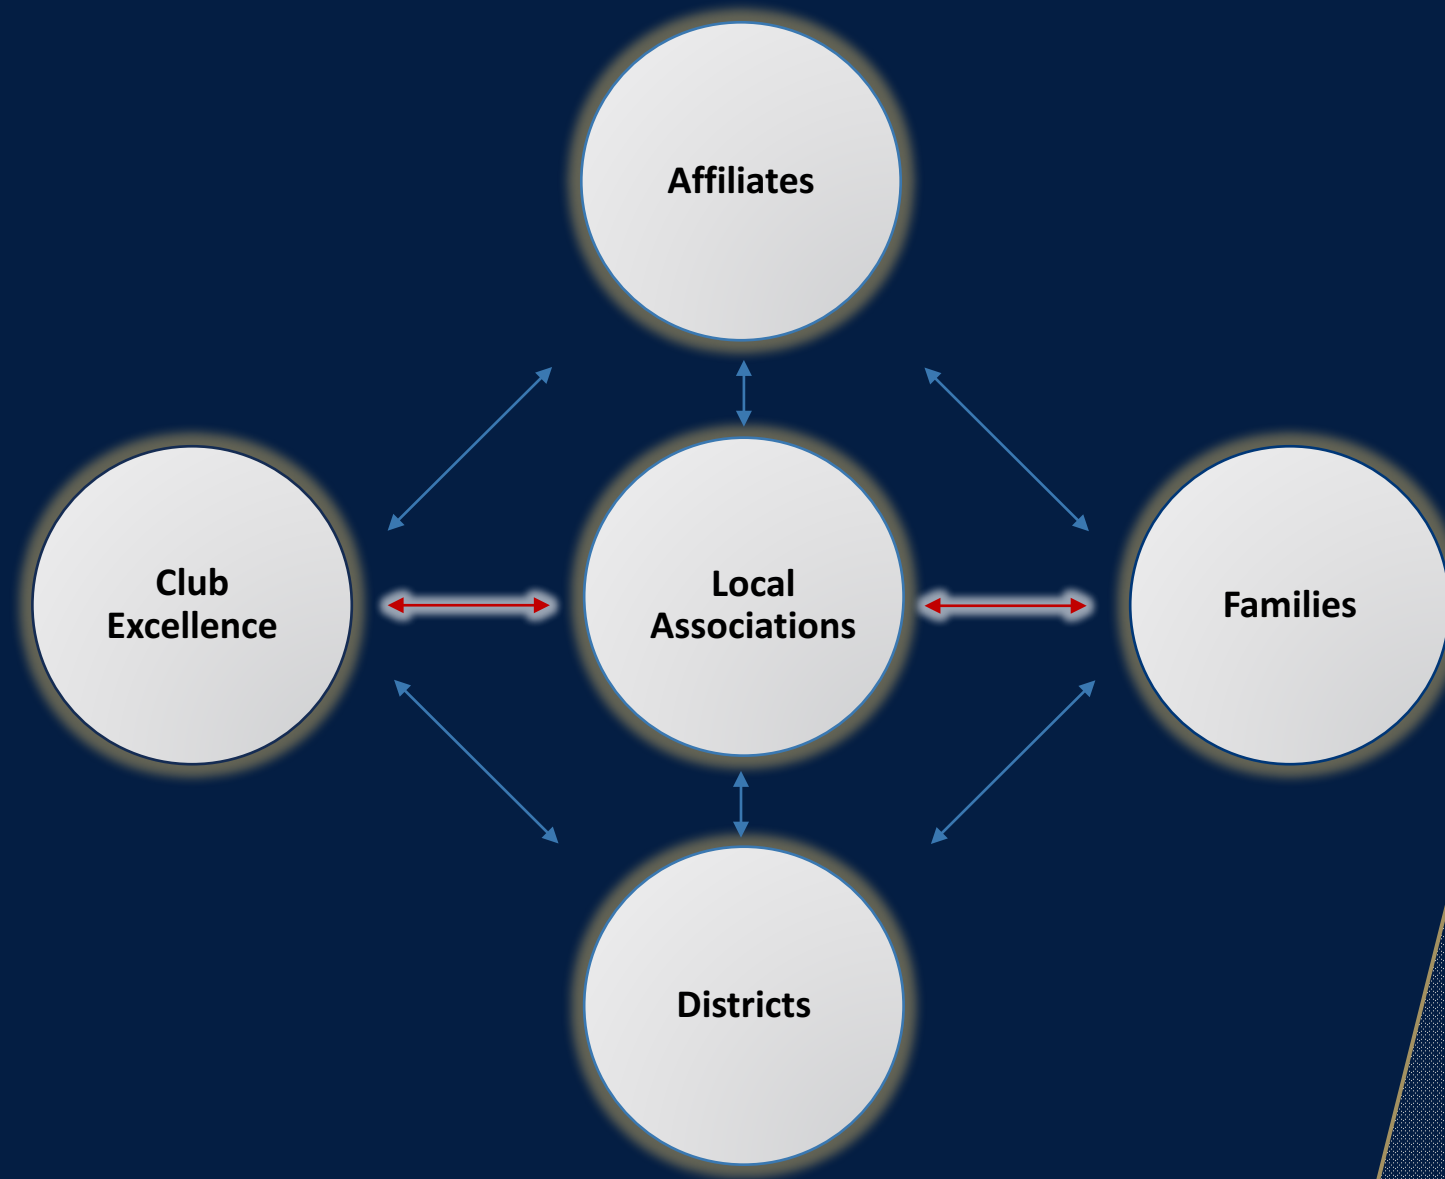 Affiliates
Club
Excellence
Local
Associations
Families
Districts